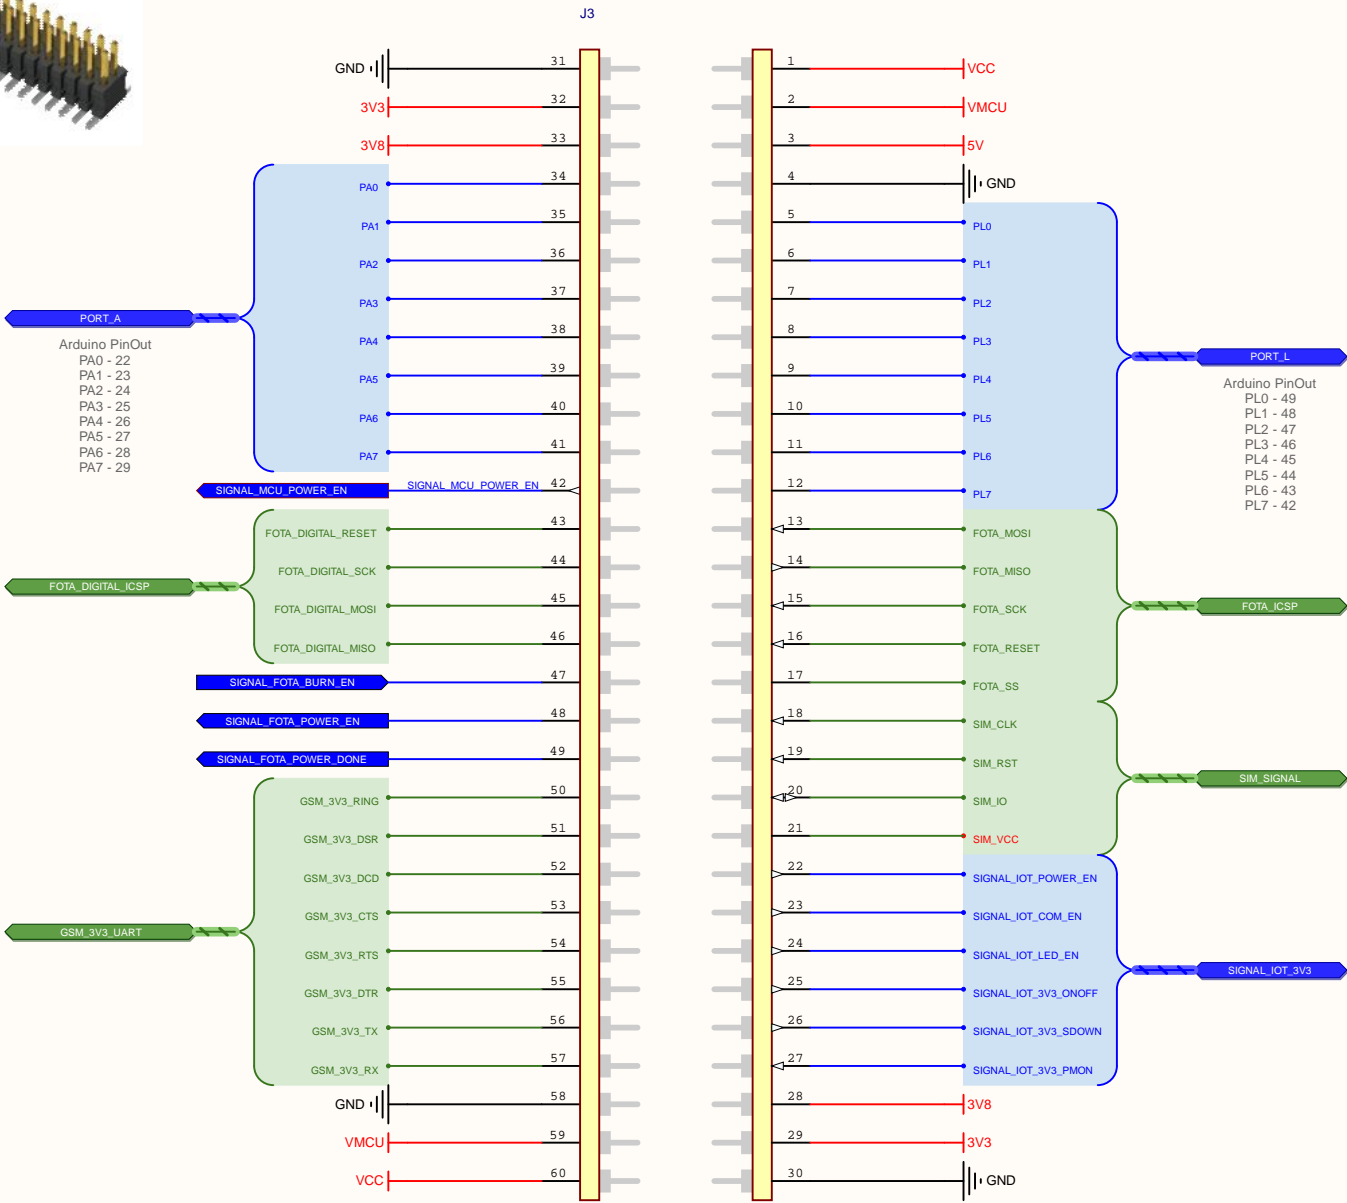 J3
GND 31
3V3 32
3V8 33
PA0 34
PA1 35
PA2 36
PA3 37
PA4 38
PA5 39
PA6 40
PA7 41
PORT_A
Arduino PinOut
PA0 - 22
PA1 - 23
PA2 - 24
PA3 - 25
PA4 - 26
PA5 - 27
PA6 - 28
PA7 - 29
SIGNAL_MCU_POWER_EN SIGNAL_MCU_POWER_EN 42
FOTA_DIGITAL_RESET 43
FOTA_DIGITAL_SCK 44
FOTA_DIGITAL_MOSI 45
FOTA_DIGITAL_MISO 46
FOTA_DIGITAL_ICSP
SIGNAL_FOTA_BURN_EN 47
SIGNAL_FOTA_POWER_EN 48
SIGNAL_FOTA_POWER_DONE 49
GSM_3V3_RING 50
GSM_3V3_DSR 51
GSM_3V3_DCD 52
GSM_3V3_CTS 53
GSM_3V3_RTS 54
GSM_3V3_DTR 55
GSM_3V3_TX 56
GSM_3V3_RX 57
GSM_3V3_UART
GND 58
VMCU 59
VCC 60
1 VCC
2 VMCU
3 5V
4 GND
5 PL0
6 PL1
7 PL2
8 PL3
9 PL4
10 PL5
11 PL6
12 PL7
PORT_L
Arduino PinOut
PL0 - 49
PL1 - 48
PL2 - 47
PL3 - 46
PL4 - 45
PL5 - 44
PL6 - 43
PL7 - 42
13 FOTA_MOSI
14 FOTA_MISO
15 FOTA_SCK
16 FOTA_RESET
17 FOTA_SS
FOTA_ICSP
18 SIM_CLK
19 SIM_RST
20 SIM_IO
21 SIM_VCC
SIM_SIGNAL
22 SIGNAL_IOT_POWER_EN
23 SIGNAL_IOT_COM_EN
24 SIGNAL_IOT_LED_EN
25 SIGNAL_IOT_3V3_ONOFF
26 SIGNAL_IOT_3V3_SDOWN
27 SIGNAL_IOT_3V3_PMON
SIGNAL_IOT_3V3
28 3V8
29 3V3
30 GND